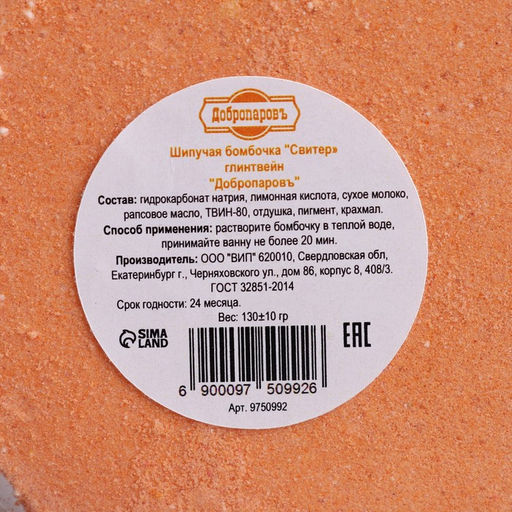 Добропаровъ
Шипучая бомбочка "Свитер»
глинтвейн
"Добропаровъ"
Состав: гидрокарбонат натрия, лимонная кислота, сухое молоко,
рапсовое масло, ТВИН-80, отдушка, пигмент, крахмал.
Способ применения: растворите бомбочку в теплой воде,
принимайте ванну не более 20 мин.
Производитель: ООО "ВИП" 620010, Свердловская обл,
Екатеринбург г., Черняховского ул., дом 86, корпус 8, 408/3.
ГОСТ 32851-2014
Срок годности: 24 месяца.
Вес: 130±10 гр
SIMA
LAND
EAC
6 900097 509926
Арт. 9750992